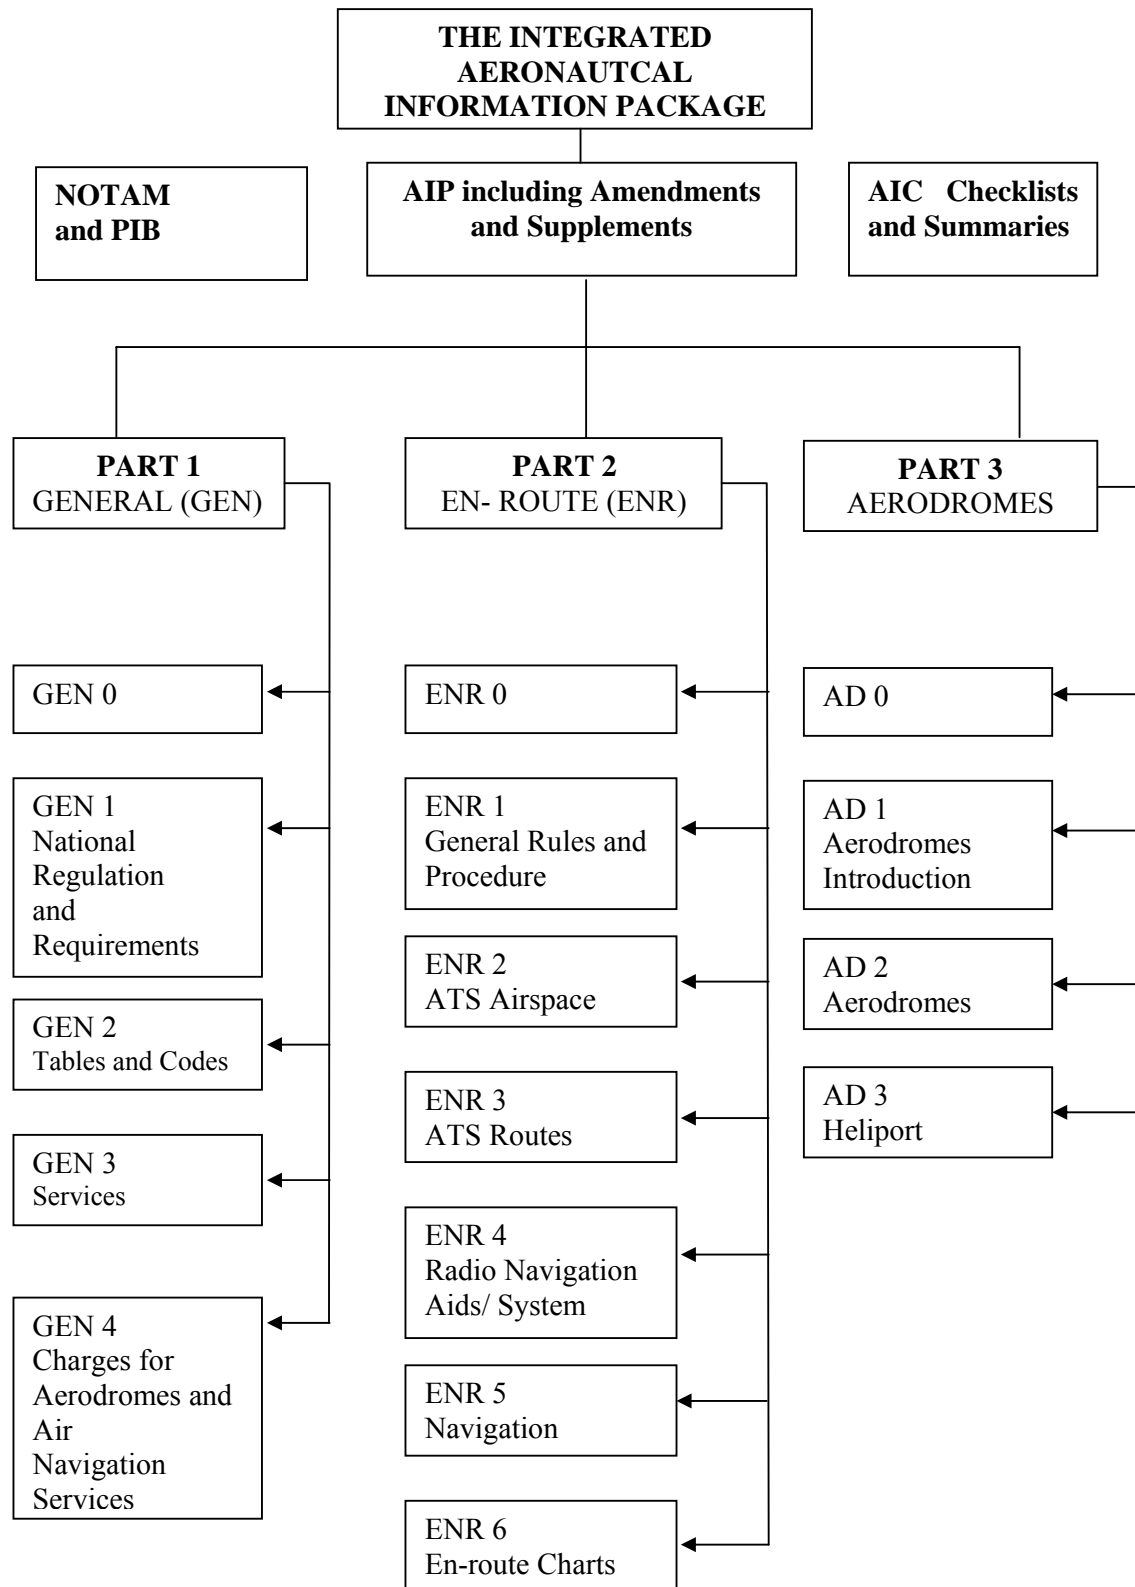 THE INTEGRATED
AERONAUTCAL
INFORMATION PACKAGE
NOTAM
and PIB
AIP including Amendments
and Supplements
AIC Checklists
and Summaries
PART 1
GENERAL (GEN)
PART 2
EN- ROUTE (ENR)
PART 3
AERODROMES
GEN 0
GEN 1
National
Regulation
and
Requirements
GEN 2
Tables and Codes
GEN 3
Services
GEN 4
Charges for
Aerodromes and
Air
Navigation
Services
ENR 0
ENR 1
General Rules and
Procedure
ENR 2
ATS Airspace
ENR 3
ATS Routes
ENR 4
Radio Navigation
Aids/ System
ENR 5
Navigation
ENR 6
En-route Charts
AD 0
AD 1
Aerodromes
Introduction
AD 2
Aerodromes
AD 3
Heliport